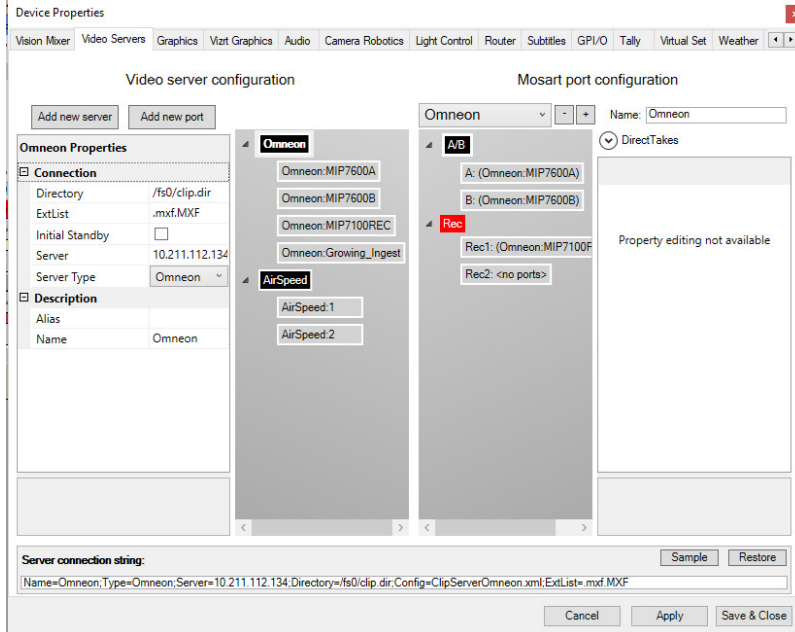 Device Properties
Vision Mixer Video Servers Graphics Vizrt Graphics Audio Camera Robotics Light Control Router Subtitles GPI/O Tally Virtual Set Weather
Video server configuration
Mosart port configuration
Add new server Add new port
Omneon - + Name: Omneon
DirectTakes
Omneon Properties
Connection
Directory /fs0/clip.dir
ExtList .mxf.MXF
Initial Standby
Server 10.211.112.134
Server Type Omneon
Description
Alias
Name Omneon
Omneon
Omneon:MIP7600A
Omneon:MIP7600B
Omneon:MIP7100REC
Omneon:Growing_Ingest
AirSpeed
AirSpeed:1
AirSpeed:2
A/B
A: (Omneon:MIP7600A)
B: (Omneon:MIP7600B)
Rec
Rec1: (Omneon:MIP7100R
Rec2: <no ports>
Property editing not available
Server connection string:
Sample Restore
Name=Omneon;Type=Omneon;Server=10.211.112.134;Directory=/fs0/clip.dir;Config=ClipServerOmneon.xml;ExtList=.mxf.MXF
Cancel Apply Save & Close